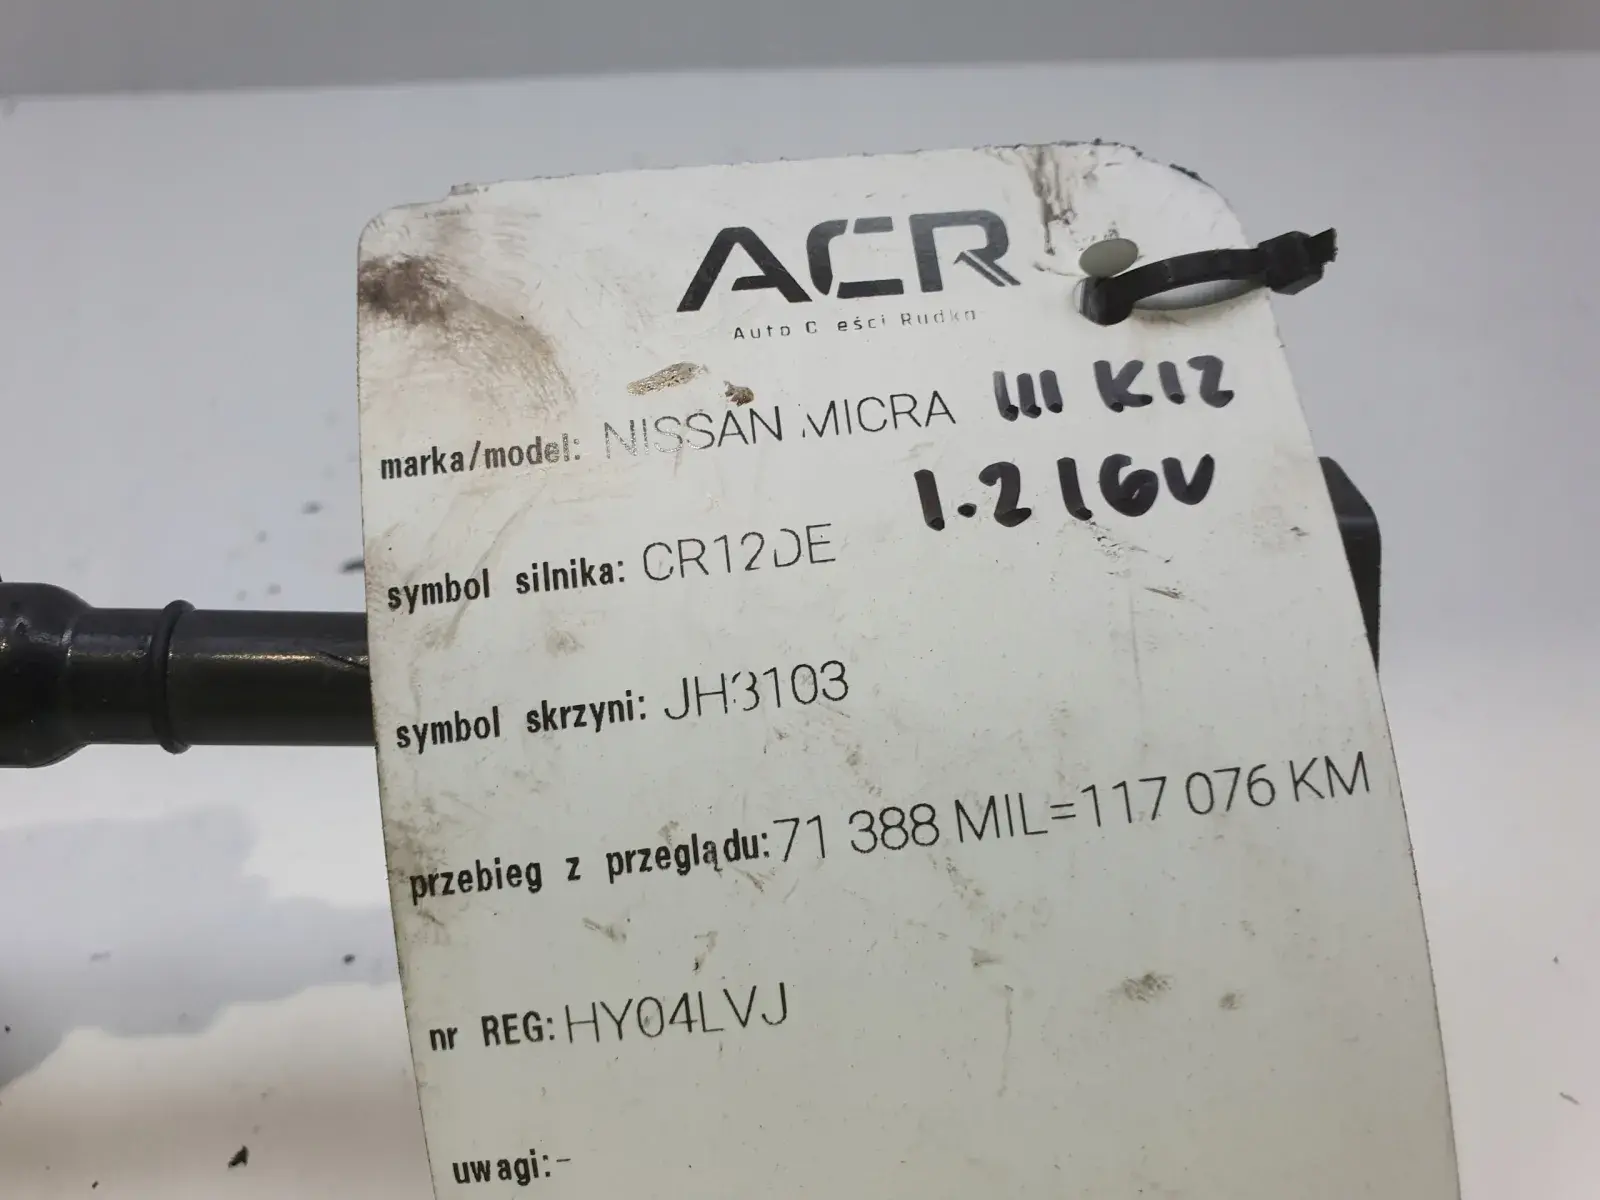 ACR
Auto C eści Rudka
marka/model: NISSAN MICRA III K12
1.2 16V
symbol silnika: CR12DE
symbol skrzyni: JH3103
przebieg z przeglądu: 71 388 MIL=117 076 KM
nr REG: HY04LVJ
uwagi: -